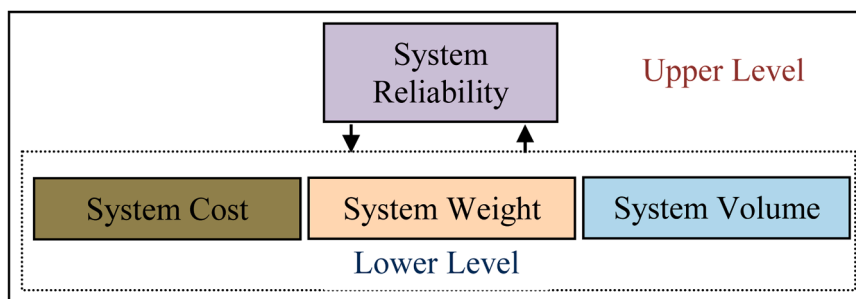 System
Reliability
Upper Level
System Cost
System Weight
System Volume
Lower Level